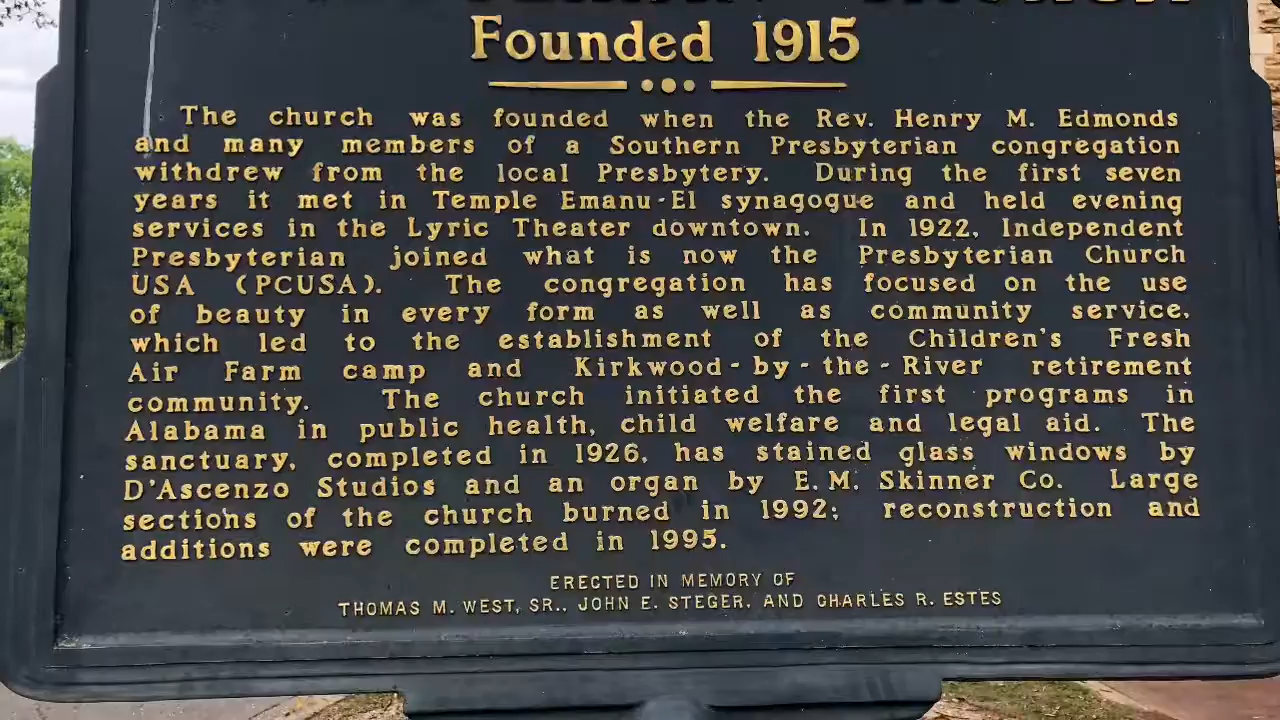 Founded 1915
The church was founded when the Rev. Henry M. Edmonds
and many members of a Southern Presbyterian congregation
withdrew from the local Presbytery. During the first seven
years it met in Temple Emanu-El synagogue and held evening
services in the Lyric Theater downtown. In 1922, Independent
Presbyterian joined what is now the Presbyterian Church
USA (PCUSA). The congregation has focused on the use
of beauty in every form as well as community service,
which led to the establishment of the Children's Fresh
Air Farm camp and Kirkwood-by-the-River retirement
community. The church initiated the first programs in
Alabama in public health, child welfare and legal aid. The
sanctuary, completed in 1926, has stained glass windows by
D'Ascenzo Studios and an organ by E.M. Skinner Co. Large
sections of the church burned in 1992; reconstruction and
additions were completed in 1995.
ERECTED IN MEMORY OF
THOMAS M. WEST, SR., JOHN E. STEGER, AND CHARLES R. ESTES